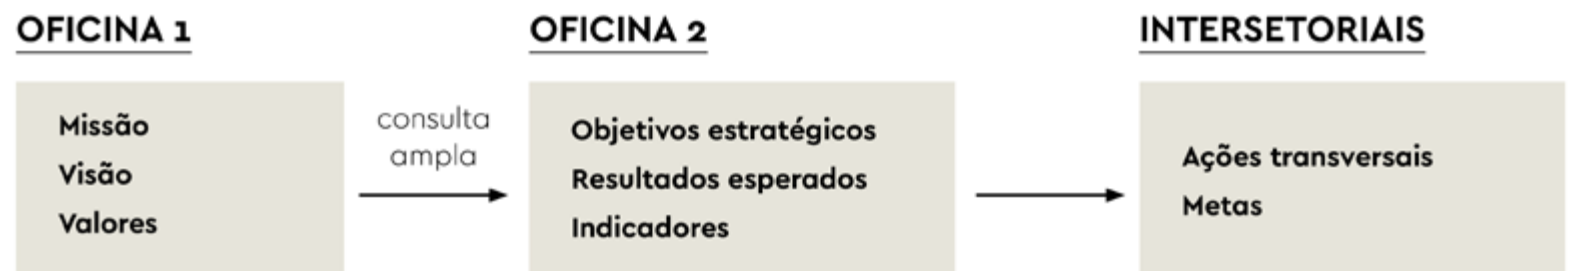 OFICINA 1
Missão
Visão
Valores
consulta
ampla
OFICINA 2
Objetivos estratégicos
Resultados esperados
Indicadores
INTERSETORIAIS
Ações transversais
Metas